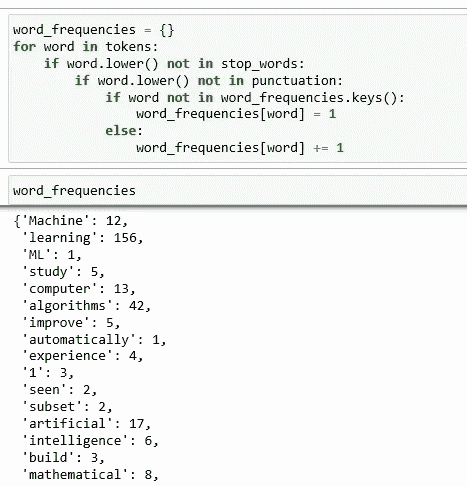 word_frequencies = {}
for word in tokens:
    if word.lower() not in stop_words:
        if word.lower() not in punctuation:
            if word not in word_frequencies.keys():
                word_frequencies[word] = 1
            else:
                word_frequencies[word] += 1
word_frequencies
{'Machine': 12,
 'learning': 156,
 'ML': 1,
 'study': 5,
 'computer': 13,
 'algorithms': 42,
 'improve': 5,
 'automatically': 1,
 'experience': 4,
 '1': 3,
 'seen': 2,
 'subset': 2,
 'artificial': 17,
 'intelligence': 6,
 'build': 3,
 'mathematical': 8,